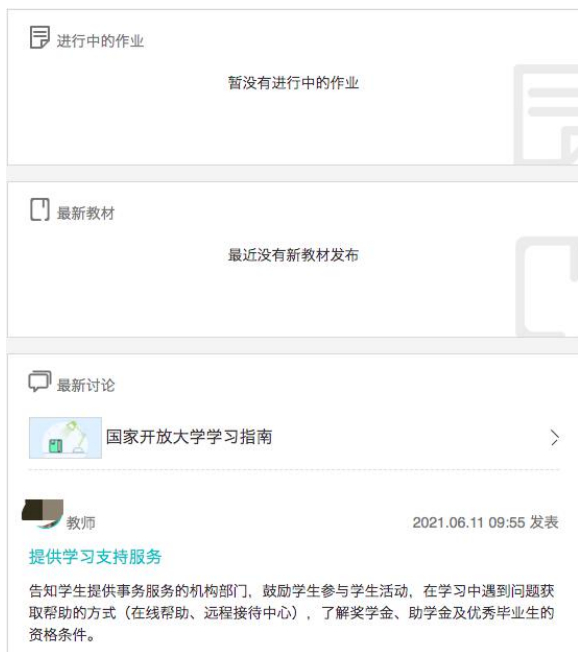 进行中的作业
暂没有进行中的作业
最新教材
最近没有新教材发布
最新讨论
国家开放大学学习指南
教师
2021.06.11 09:55 发表
提供学习支持服务
告知学生提供事务服务的机构部门，鼓励学生参与学生活动，在学习中遇到问题获
取帮助的方式（在线帮助、远程接待中心），了解奖学金、助学金及优秀毕业生的
资格条件。